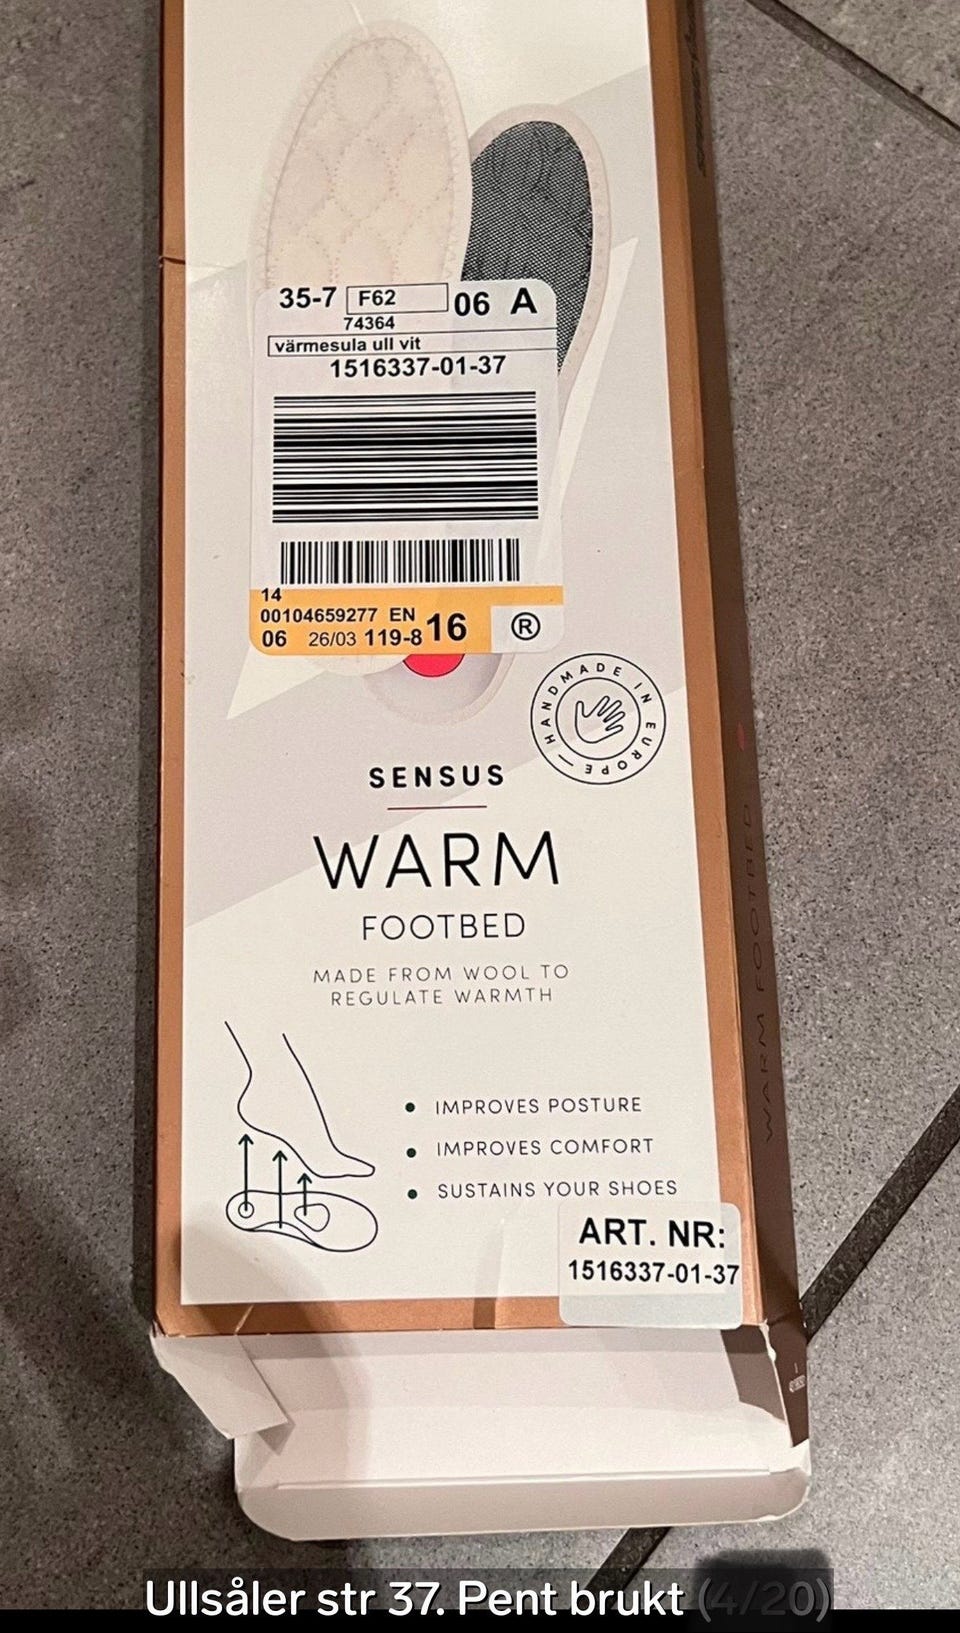 35-7 F62 06 A
74364
värmesula ull vit
1516337-01-37
14
00104659277 EN
06 26/03 119-8 16 ®
HANDMADE IN EUROPE
SENSUS
WARM
FOOTBED
MADE FROM WOOL TO
REGULATE WARMTH
IMPROVES POSTURE
IMPROVES COMFORT
SUSTAINS YOUR SHOES
ART. NR:
1516337-01-37
WARM FOOTBED
Ullsåler str 37. Pent brukt (4/20)